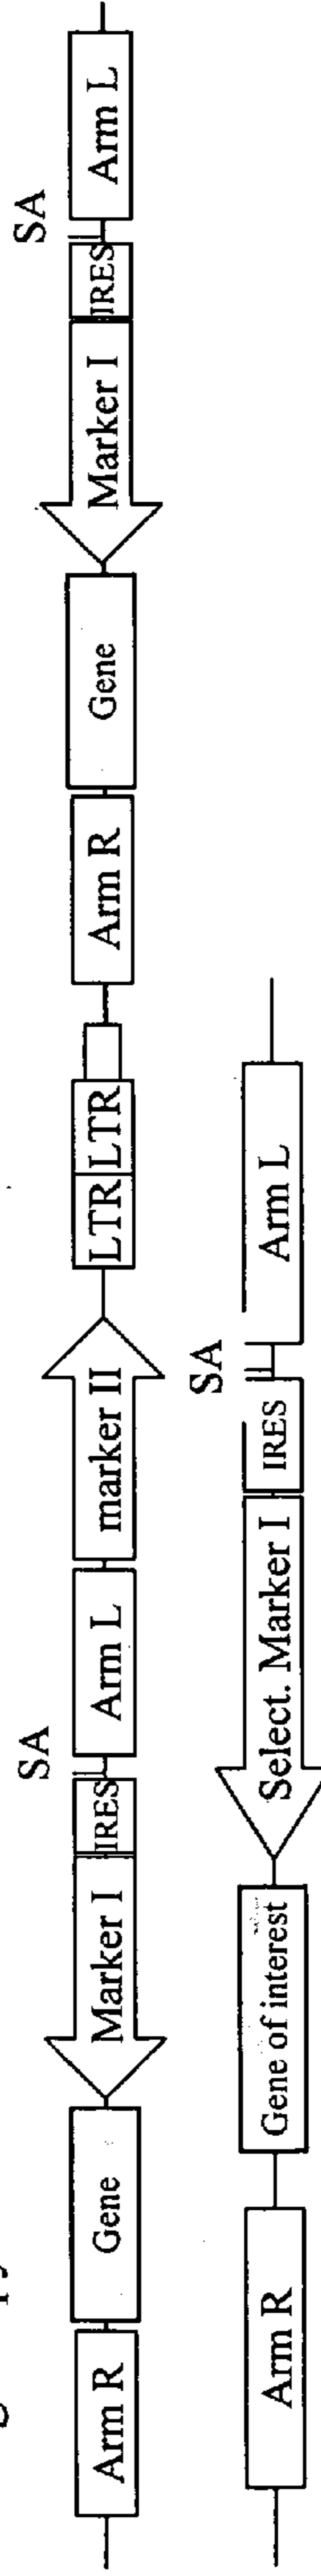 SA SA
Arm R Gene Marker I IRES Arm L marker II LTR LTR Arm R Gene Marker I IRES Arm L
SA
Arm R Gene of interest Select. Marker I IRES Arm L